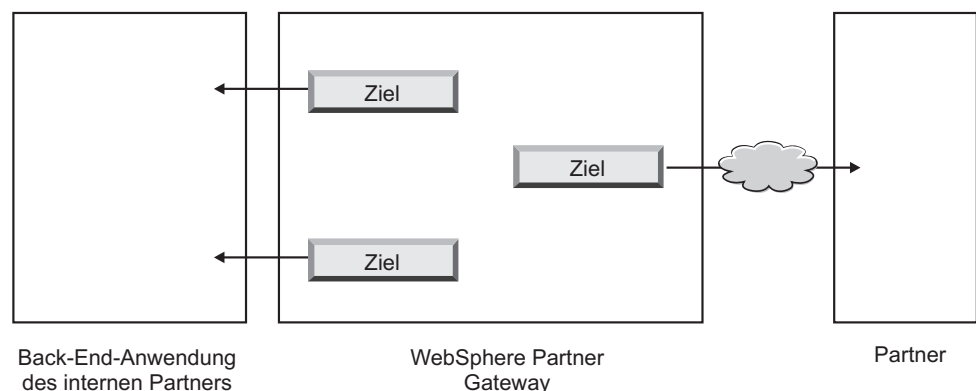 Ziel
Ziel
Ziel
Back-End-Anwendung
des internen Partners
WebSphere Partner
Gateway
Partner